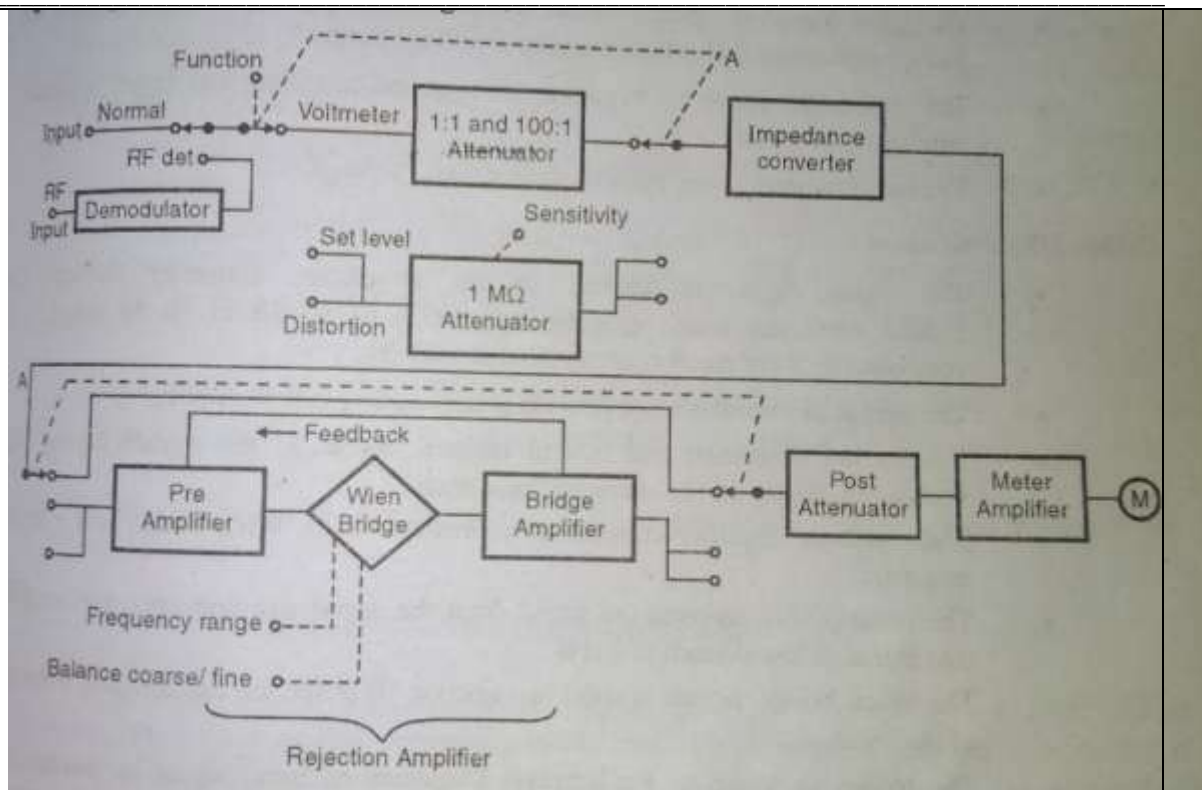 Function
A
Normal
Input
Voltmeter
1:1 and 100:1
Attenuator
Impedance
converter
RF det
RF
Input
Demodulator
Sensitivity
Set level
1 MΩ
Attenuator
Distortion
A
Feedback
Pre
Amplifier
Wien
Bridge
Bridge
Amplifier
Post
Attenuator
Meter
Amplifier
M
Frequency range
Balance coarse/ fine
Rejection Amplifier